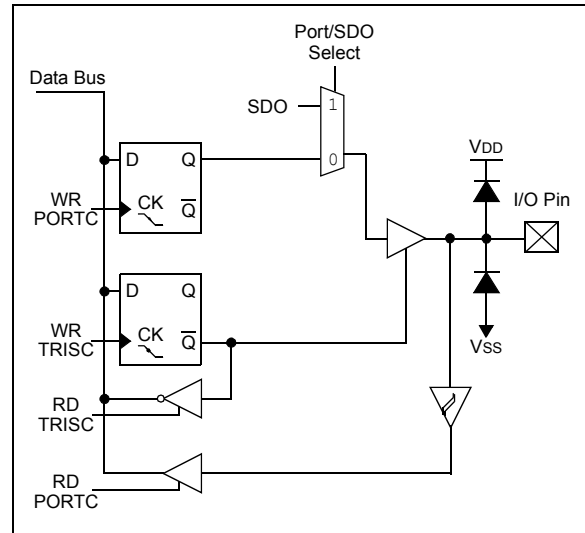 Port/SDO
Select
Data Bus
SDO
1
0
VDD
I/O Pin
D Q
WR
PORTC
CK Q
D Q
WR
TRISC
CK Q
VSS
RD
TRISC
RD
PORTC